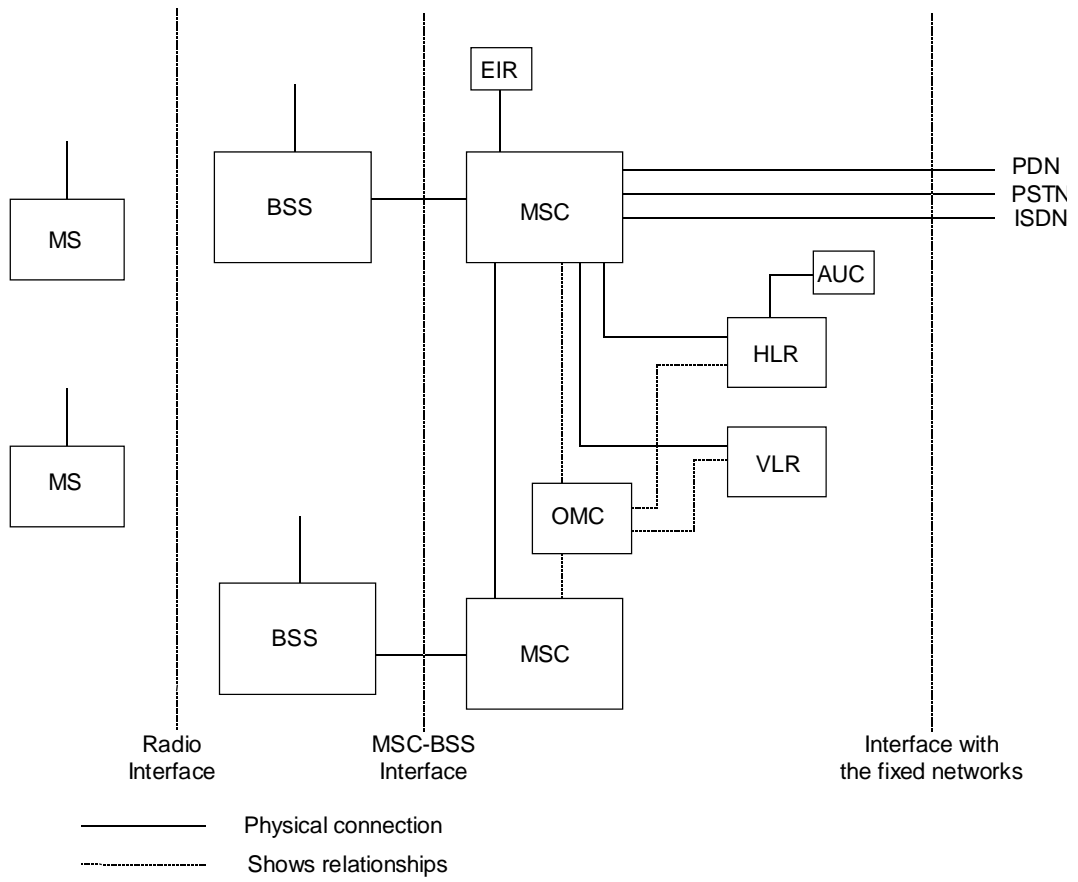 EIR
PDN
BSS
MSC
PSTN
ISDN
MS
AUC
HLR
MS
VLR
OMC
BSS
MSC
Radio
Interface
MSC-BSS
Interface
Interface with
the fixed networks
Physical connection
Shows relationships